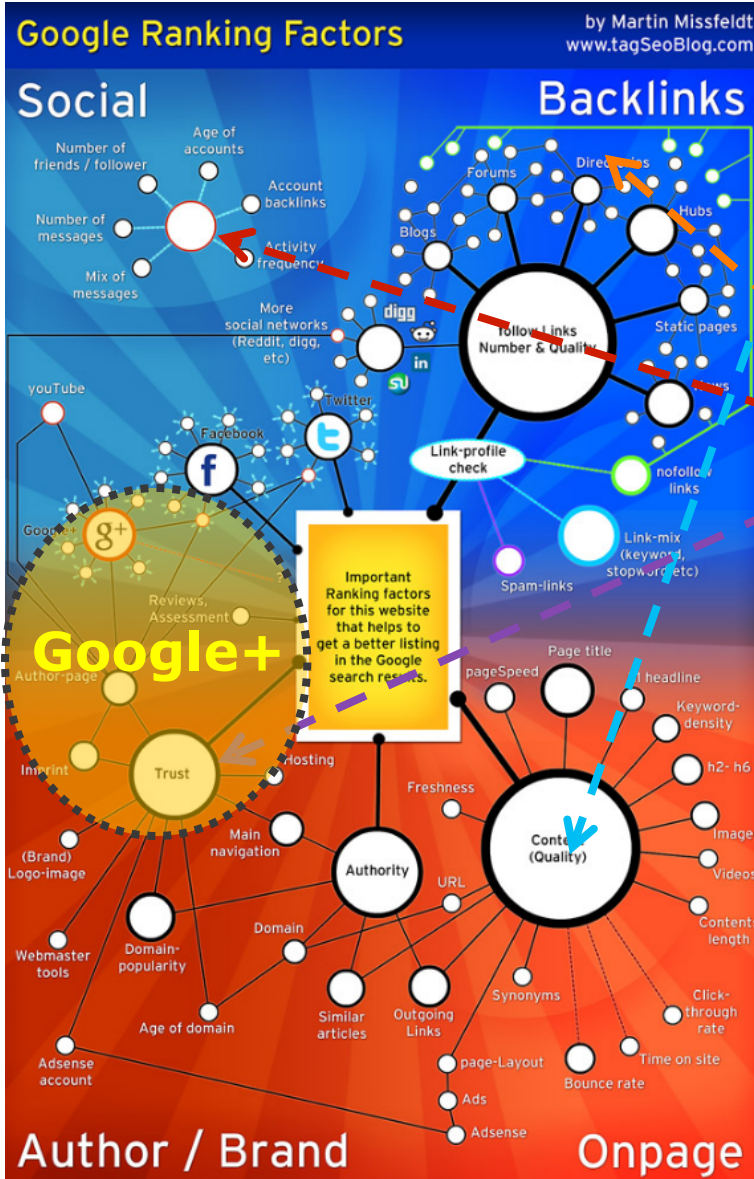 Google Ranking Factors
by Martin Missfeldt
www.tagSeoBlog.com
Social
Backlinks
Number of
friends / follower
Age of
accounts
Account
backlinks
Number of
messages
Activity
frequency
Mix of
messages
More
social networks
(Reddit, digg,
etc)
digg
in
Blogs
Forums
Directories
Hubs
Static pages
News
follow Links
Number & Quality
youTube
Facebook
f
Twitter
t
Google+
g+
Link-profile
check
nofollow
links
Link-mix
(keyword,
stopword, etc)
Spam-links
Important
Ranking factors
for this website
that helps to
get a better listing
in the Google
search results.
Reviews,
Assessment
?
Google+
Author-page
Imprint
Trust
Hosting
Main
navigation
(Brand)
Logo-image
Webmaster
tools
Domain-
popularity
Age of domain
Domain
Adsense
account
Authority
Similar
articles
Outgoing
Links
URL
Freshness
pageSpeed
Page title
headline
Keyword-
density
h2- h6
Image
Videos
Content
(Quality)
Contents
length
Synonyms
Click-
through
rate
Time on site
Bounce rate
page-Layout
Ads
Adsense
Author / Brand
Onpage